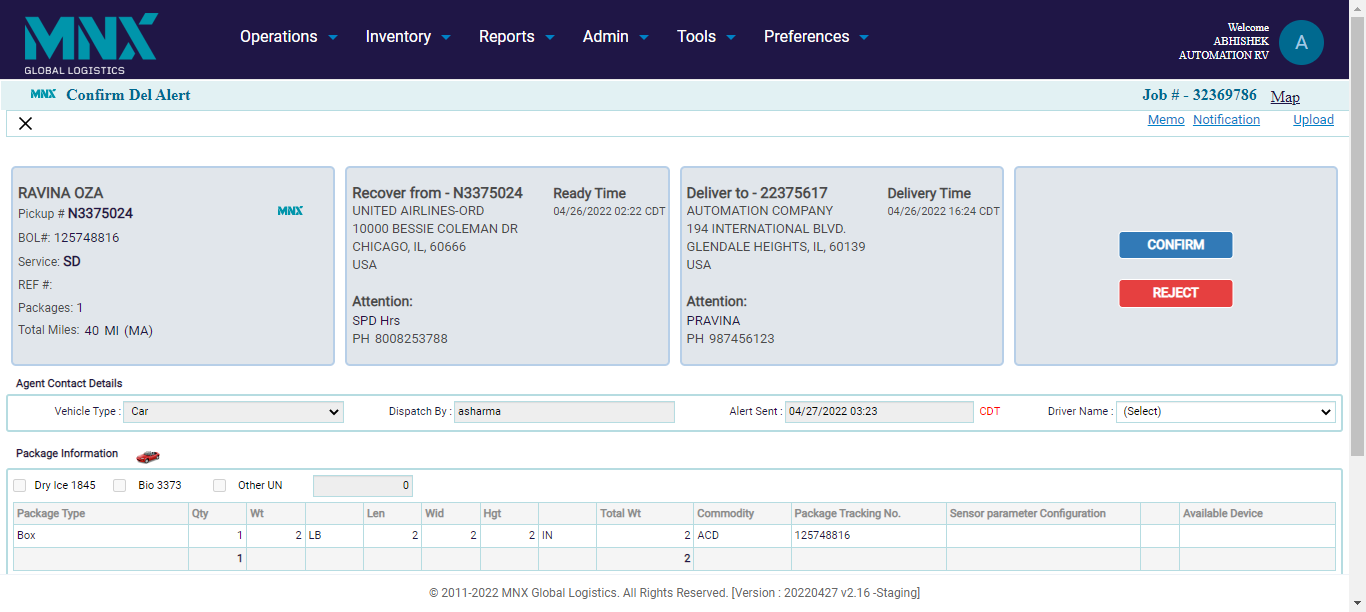 MNX
GLOBAL LOGISTICS
Operations Inventory Reports Admin Tools Preferences
Welcome
ABHISHEK
AUTOMATION RV
A
MNX Confirm Del Alert
Job # - 32369786 Map
Memo Notification Upload
RAVINA OZA
Pickup # N3375024
MNX
BOL#: 125748816
Service: SD
REF #:
Packages: 1
Total Miles: 40 MI (MA)
Recover from - N3375024
Ready Time
UNITED AIRLINES-ORD
04/26/2022 02:22 CDT
10000 BESSIE COLEMAN DR
CHICAGO, IL, 60666
USA
Attention:
SPD Hrs
PH 8008253788
Deliver to - 22375617
Delivery Time
AUTOMATION COMPANY
04/26/2022 16:24 CDT
194 INTERNATIONAL BLVD.
GLENDALE HEIGHTS, IL, 60139
USA
Attention:
PRAVINA
PH 987456123
CONFIRM
REJECT
Agent Contact Details
Vehicle Type : Car Dispatch By : asharma Alert Sent : 04/27/2022 03:23 CDT Driver Name : (Select)
Package Information
Dry Ice 1845 Bio 3373 Other UN 0
Package Type Qty Wt Len Wid Hgt Total Wt Commodity Package Tracking No. Sensor parameter Configuration Available Device
Box 1 2 LB 2 2 2 IN 2 ACD 125748816
1 2
© 2011-2022 MNX Global Logistics. All Rights Reserved. [Version : 20220427 v2.16 -Staging]